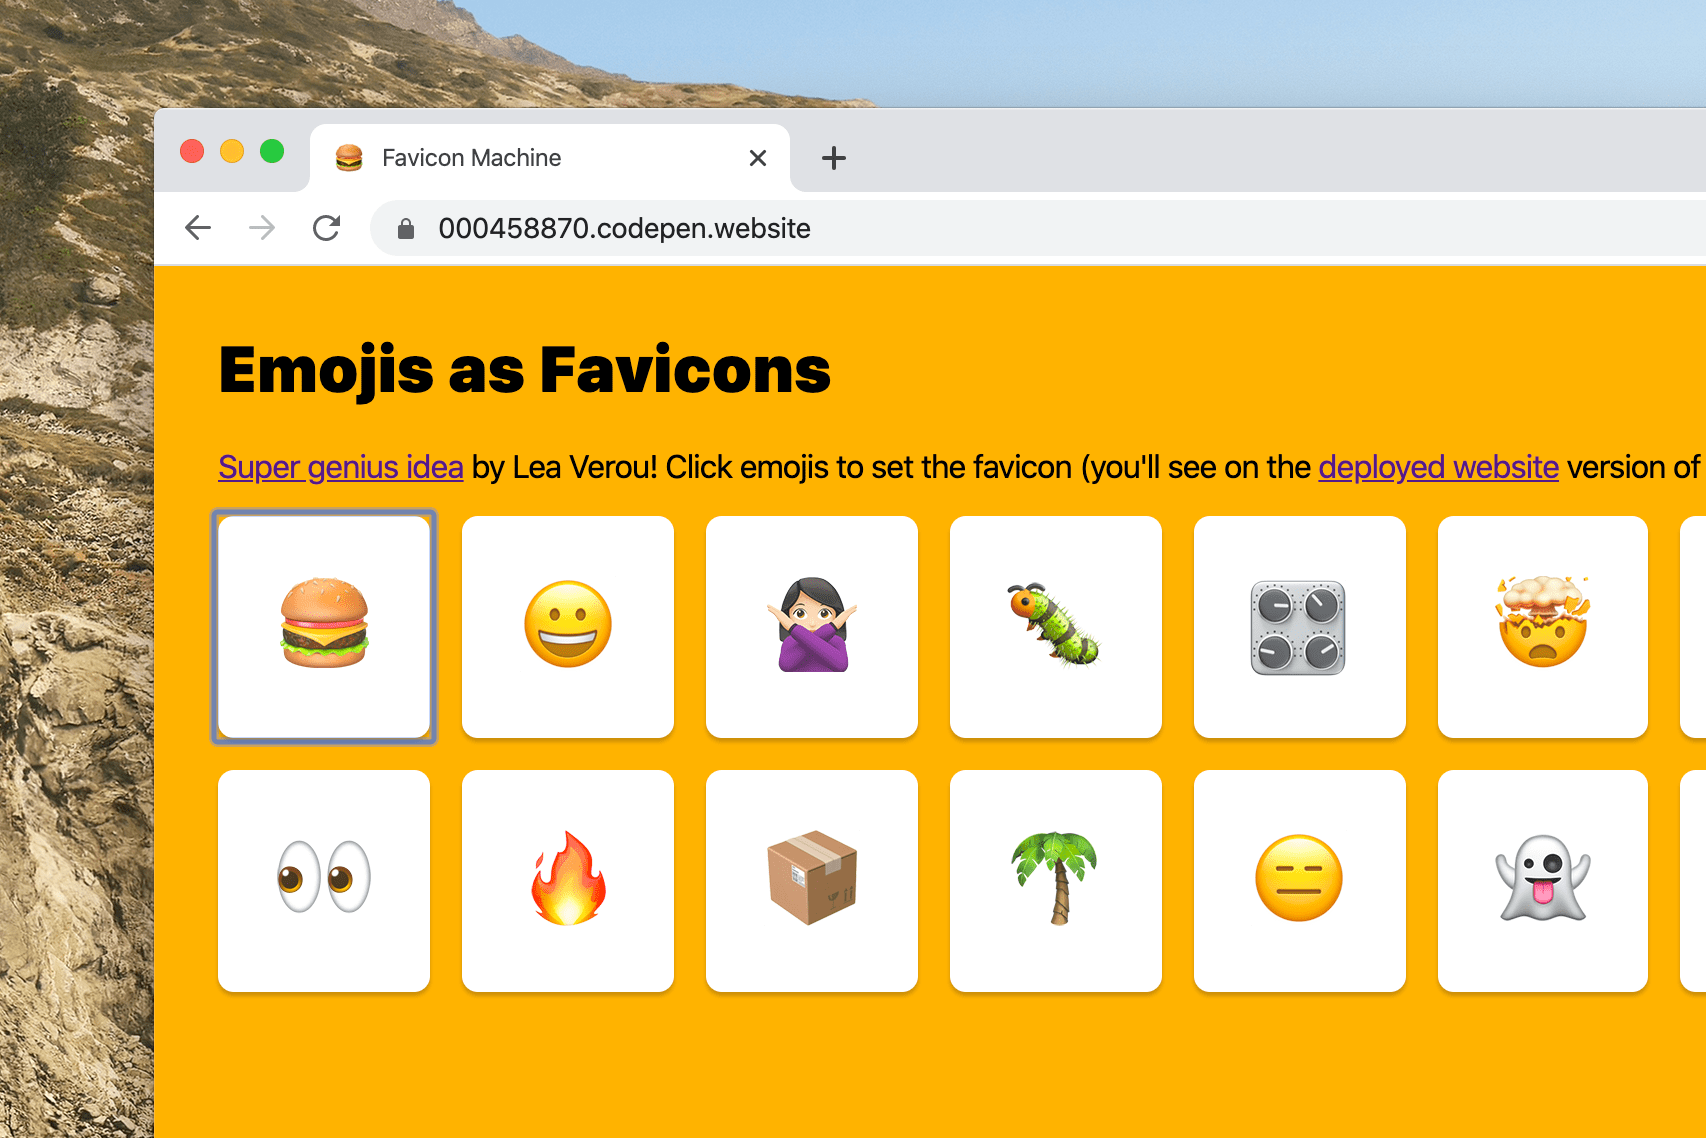 Favicon Machine
000458870.codepen.website
Emojis as Favicons
Super genius idea by Lea Verou! Click emojis to set the favicon (you'll see on the deployed website version of